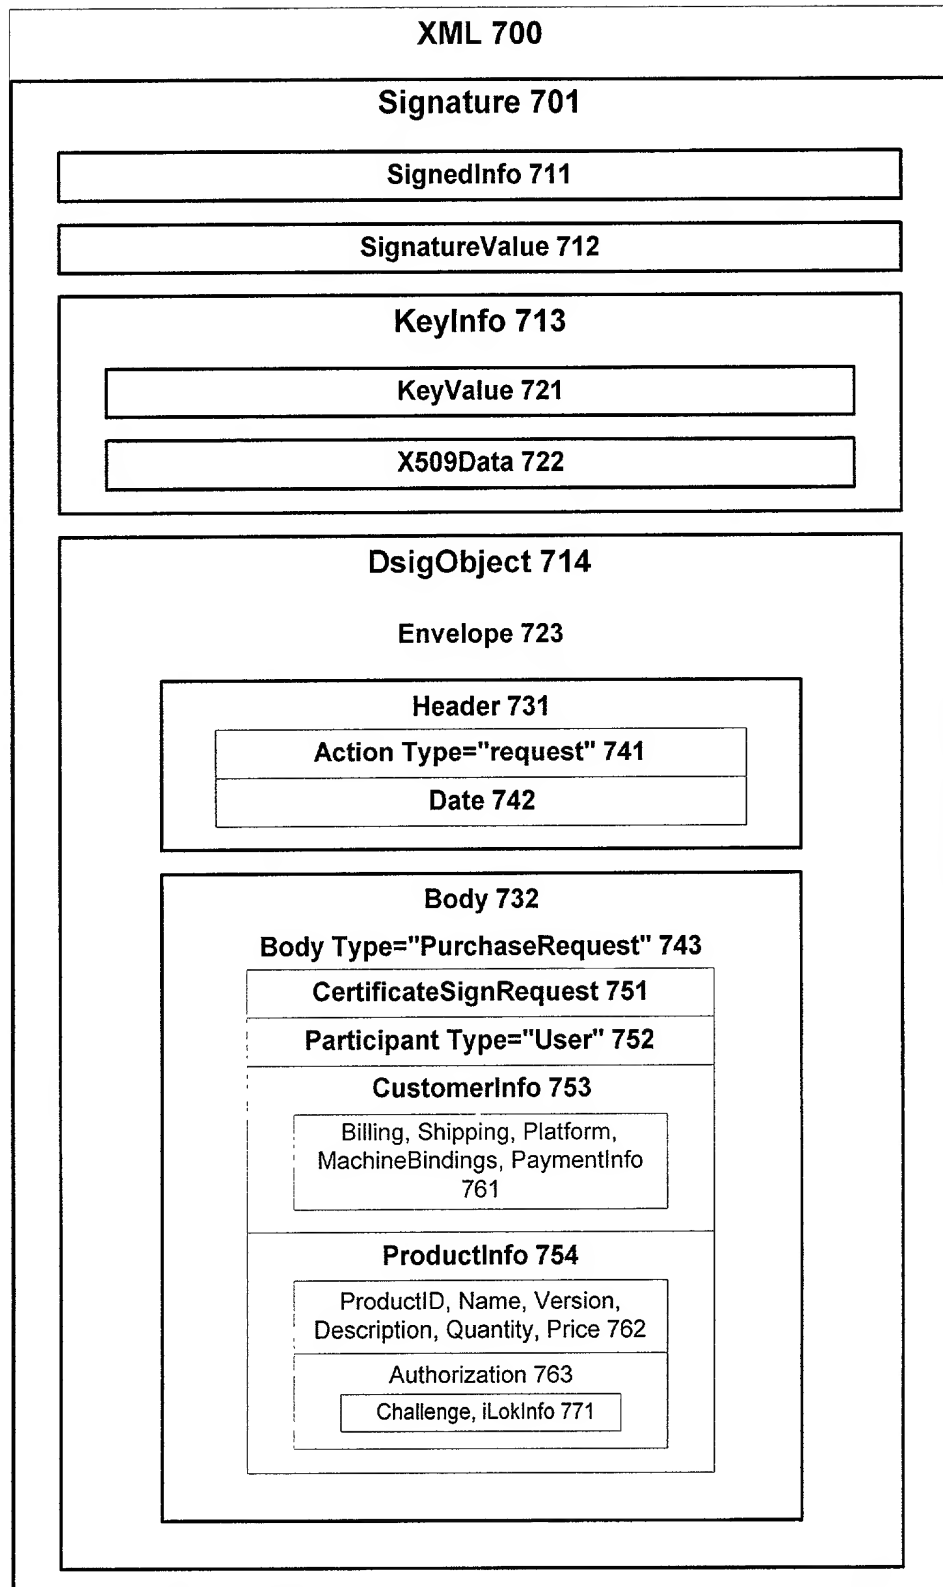 XML 700
Signature 701
SignedInfo 711
SignatureValue 712
KeyInfo 713
KeyValue 721
X509Data 722
DsigObject 714
Envelope 723
Header 731
Action Type="request" 741
Date 742
Body 732
Body Type="PurchaseRequest" 743
CertificateSignRequest 751
Participant Type="User" 752
CustomerInfo 753
Billing, Shipping, Platform,
MachineBindings, PaymentInfo
761
ProductInfo 754
ProductID, Name, Version,
Description, Quantity, Price 762
Authorization 763
Challenge, iLokInfo 771